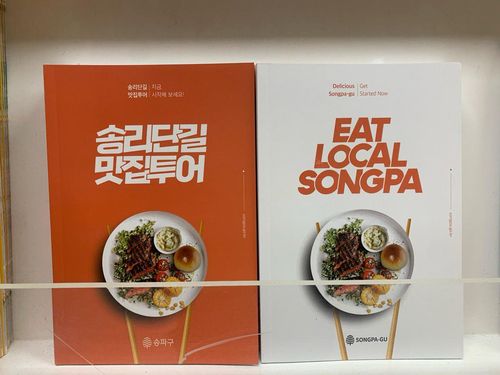 송리단길 | 지금
맛집투어 | 시작해 보세요!
송리단길
맛집투어
송파구
Delicious | Get
Songpa-gu | Started Now
EAT
LOCAL
SONGPA
SONGPA-GU